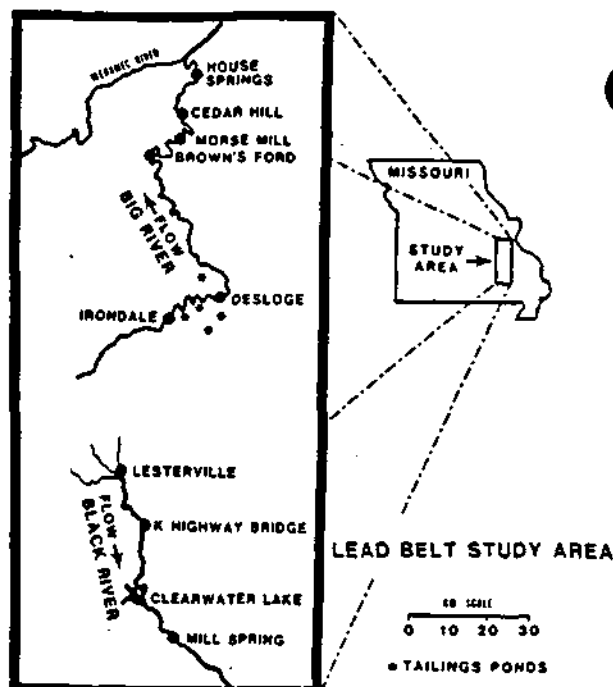 MERAMEC RIVER
HOUSE
SPRINGS
CEDAR HILL
MORSE MILL
BROWN'S FORD
FLOW
BIG RIVER
DESLOGE
IRONDALE
LESTERVILLE
FLOW
BLACK RIVER
K HIGHWAY BRIDGE
CLEARWATER LAKE
MILL SPRING
MISSOURI
STUDY
AREA
LEAD BELT STUDY AREA
KM SCALE
0 10 20 30
TAILINGS PONDS